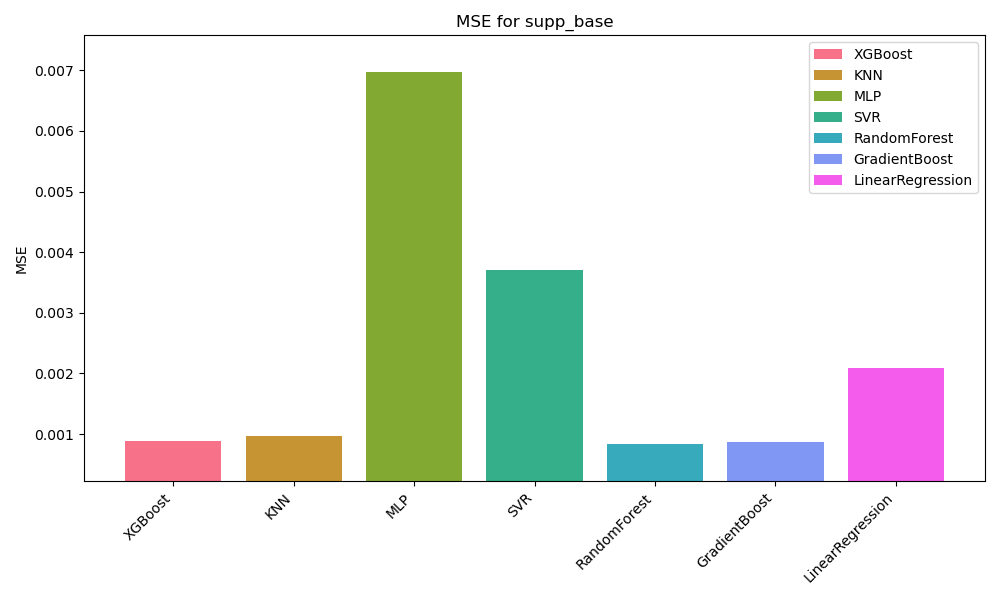 MSE for supp_base
XGBoost
KNN
MLP
SVR
RandomForest
GradientBoost
LinearRegression
MSE
0.007
0.006
0.005
0.004
0.003
0.002
0.001
XGBoost
KNN
MLP
SVR
RandomForest
GradientBoost
LinearRegression